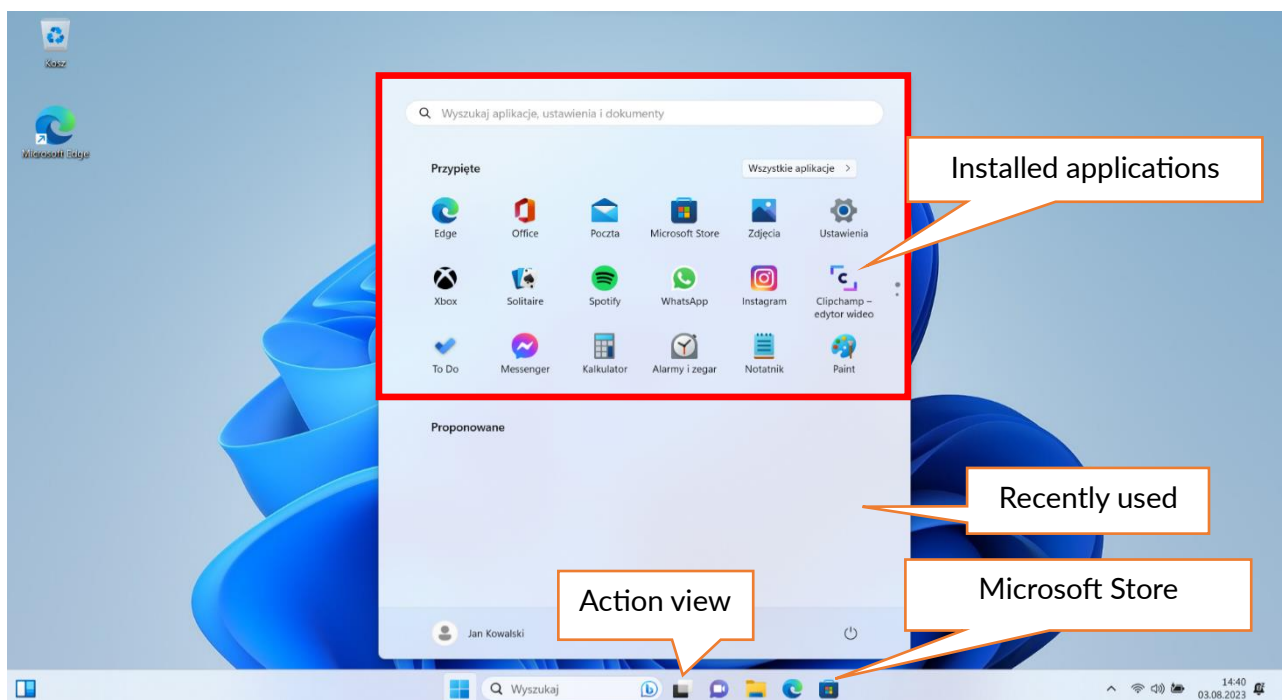 Kosz
Microsoft Edge
Wyszukaj aplikacje, ustawienia i dokumenty
Przypięte
Wszystkie aplikacje >
Installed applications
Edge
Office
Poczta
Microsoft Store
Zdjęcia
Ustawienia
Xbox
Solitaire
Spotify
WhatsApp
Instagram
Clipchamp –
edytor wideo
To Do
Messenger
Kalkulator
Alarmy i zegar
Notatnik
Paint
Proponowane
Recently used
Action view
Microsoft Store
Jan Kowalski
Wyszukaj
14:40
03.08.2023